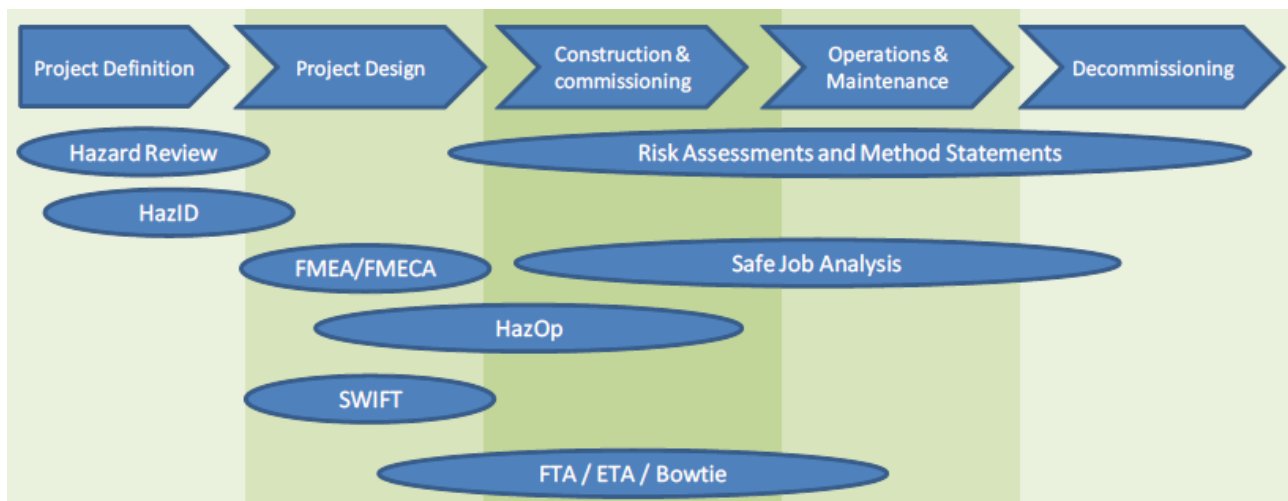 Project Definition
Project Design
Construction &
commissioning
Operations &
Maintenance
Decommissioning
Hazard Review
Risk Assessments and Method Statements
HazID
FMEA/FMECA
Safe Job Analysis
HazOp
SWIFT
FTA / ETA / Bowtie